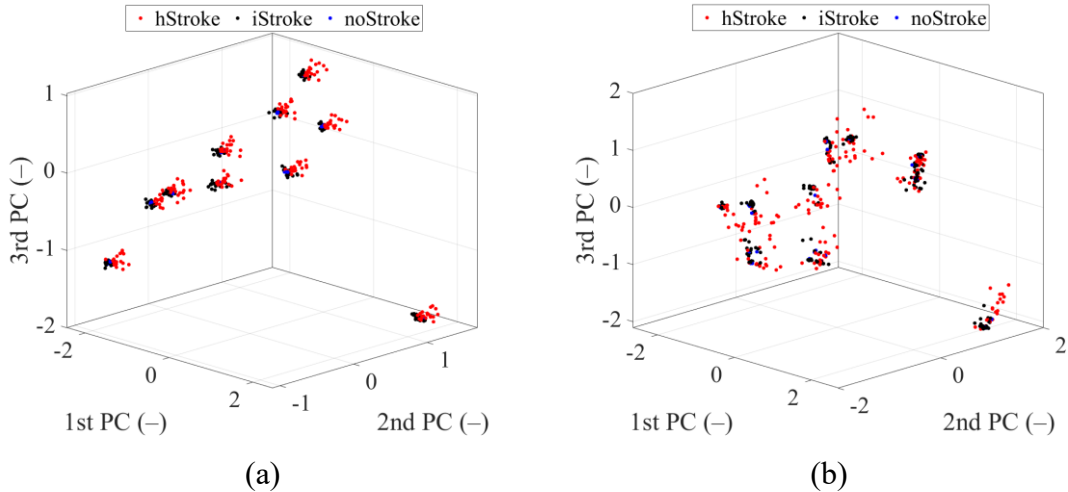 hStroke iStroke noStroke
1
0
-1
-2
3rd PC (–)
-2
0
2
1st PC (–)
-1
0
1
2nd PC (–)
(a)
hStroke iStroke noStroke
2
1
0
-1
-2
3rd PC (–)
-2
0
2
1st PC (–)
-2
0
2
2nd PC (–)
(b)